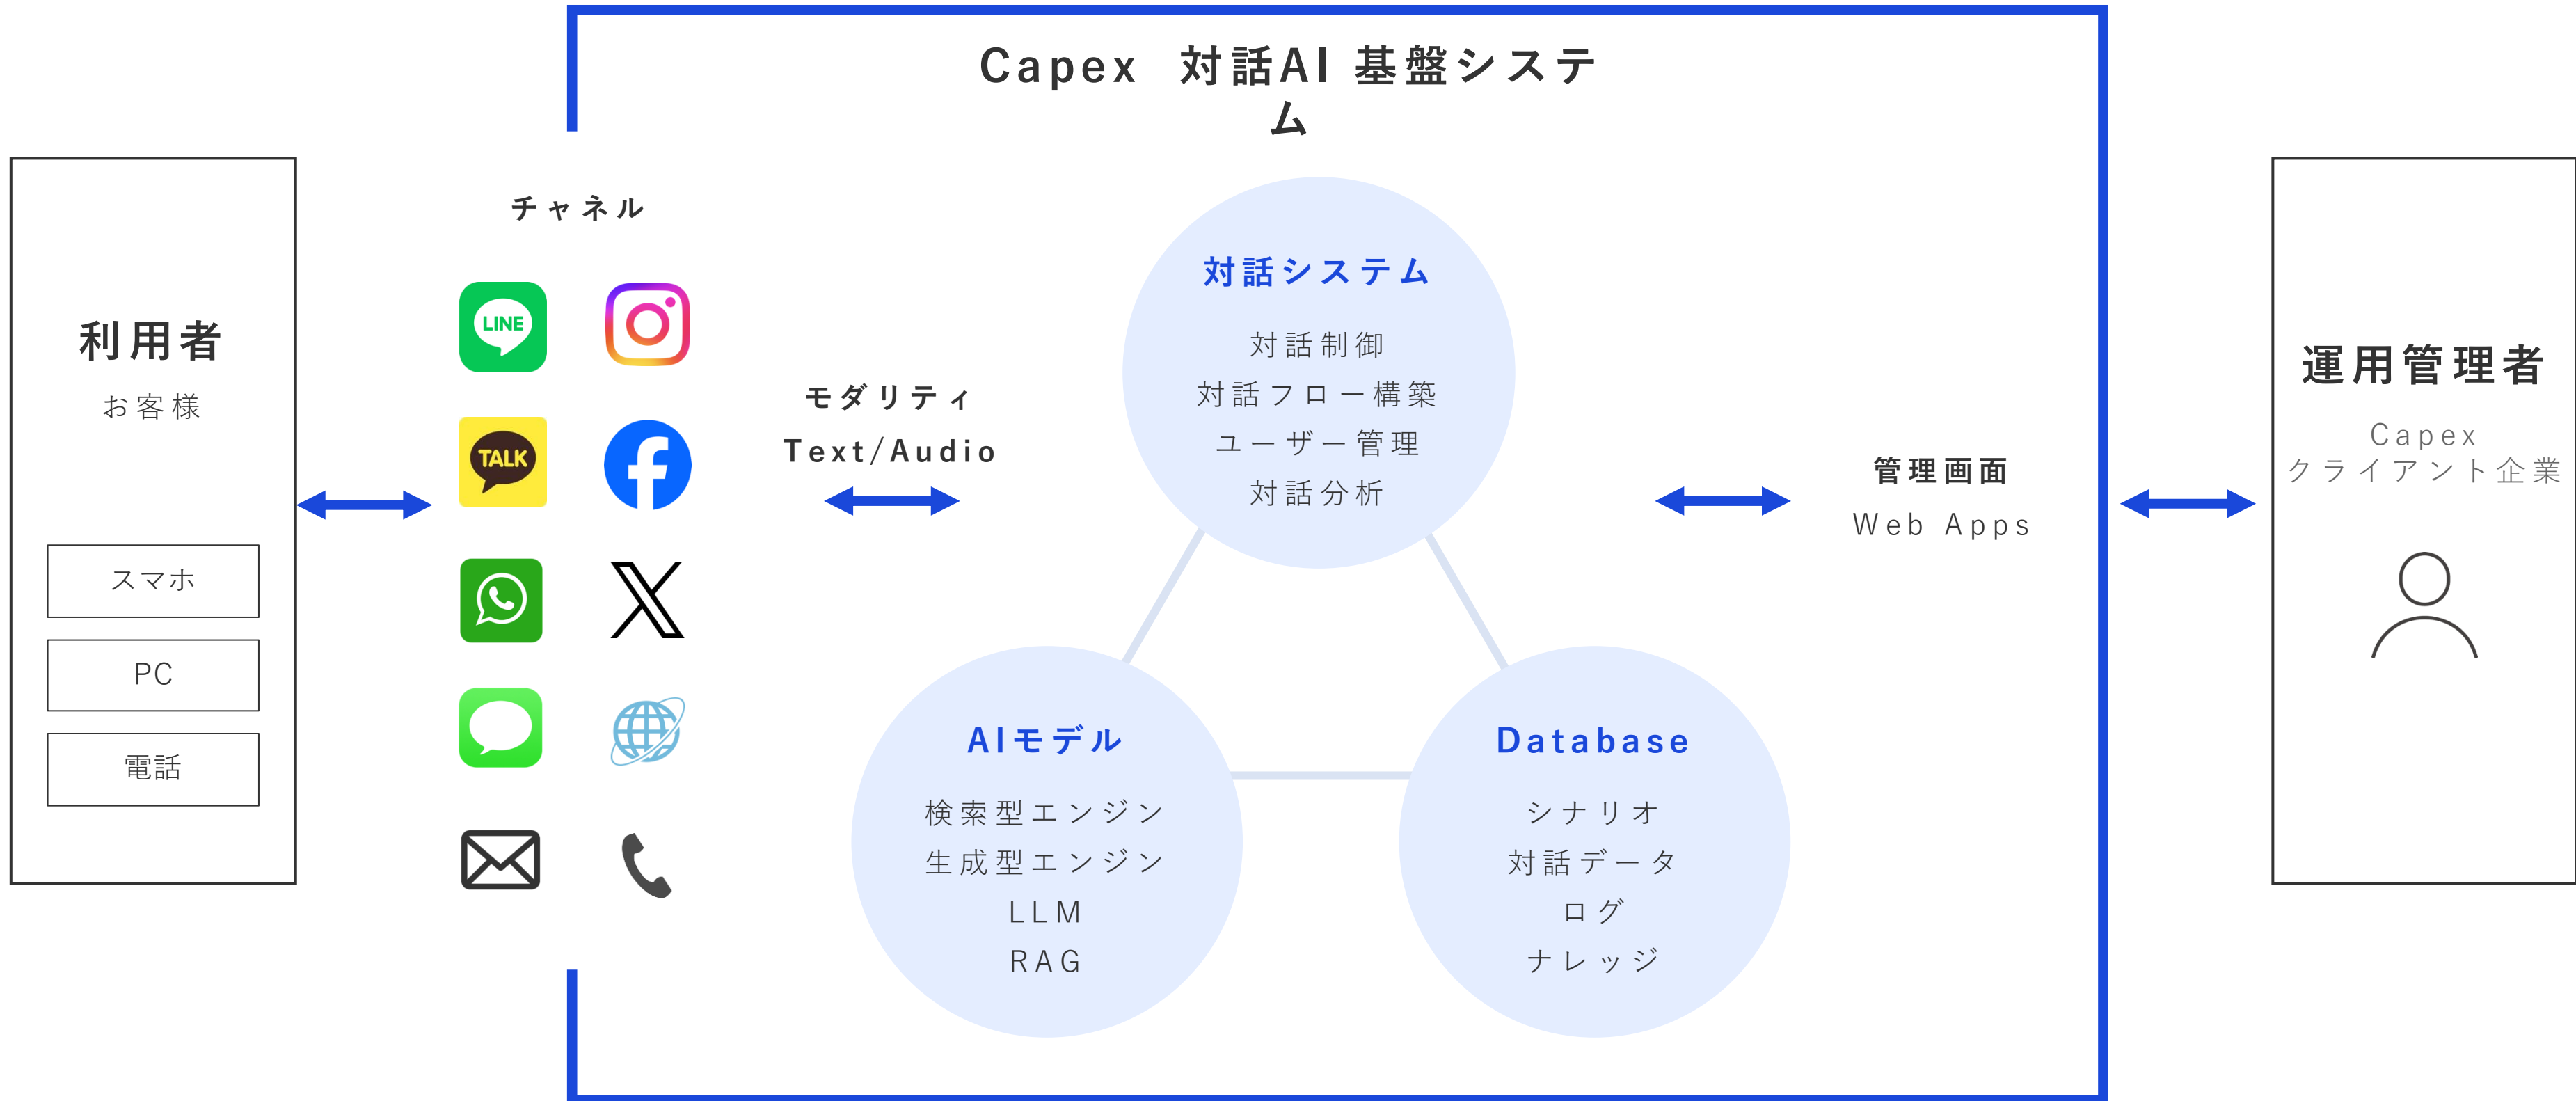 Capex 対話AI 基盤システ
ム
利用者
お客様
スマホ
PC
電話
チャネル
LINE
TALK
モダリティ
Text/Audio
対話システム
対話制御
対話フロー構築
ユーザー管理
対話分析
AIモデル
検索型エンジン
生成型エンジン
LLM
RAG
Database
シナリオ
対話データ
ログ
ナレッジ
管理画面
Web Apps
運用管理者
Capex
クライアント企業